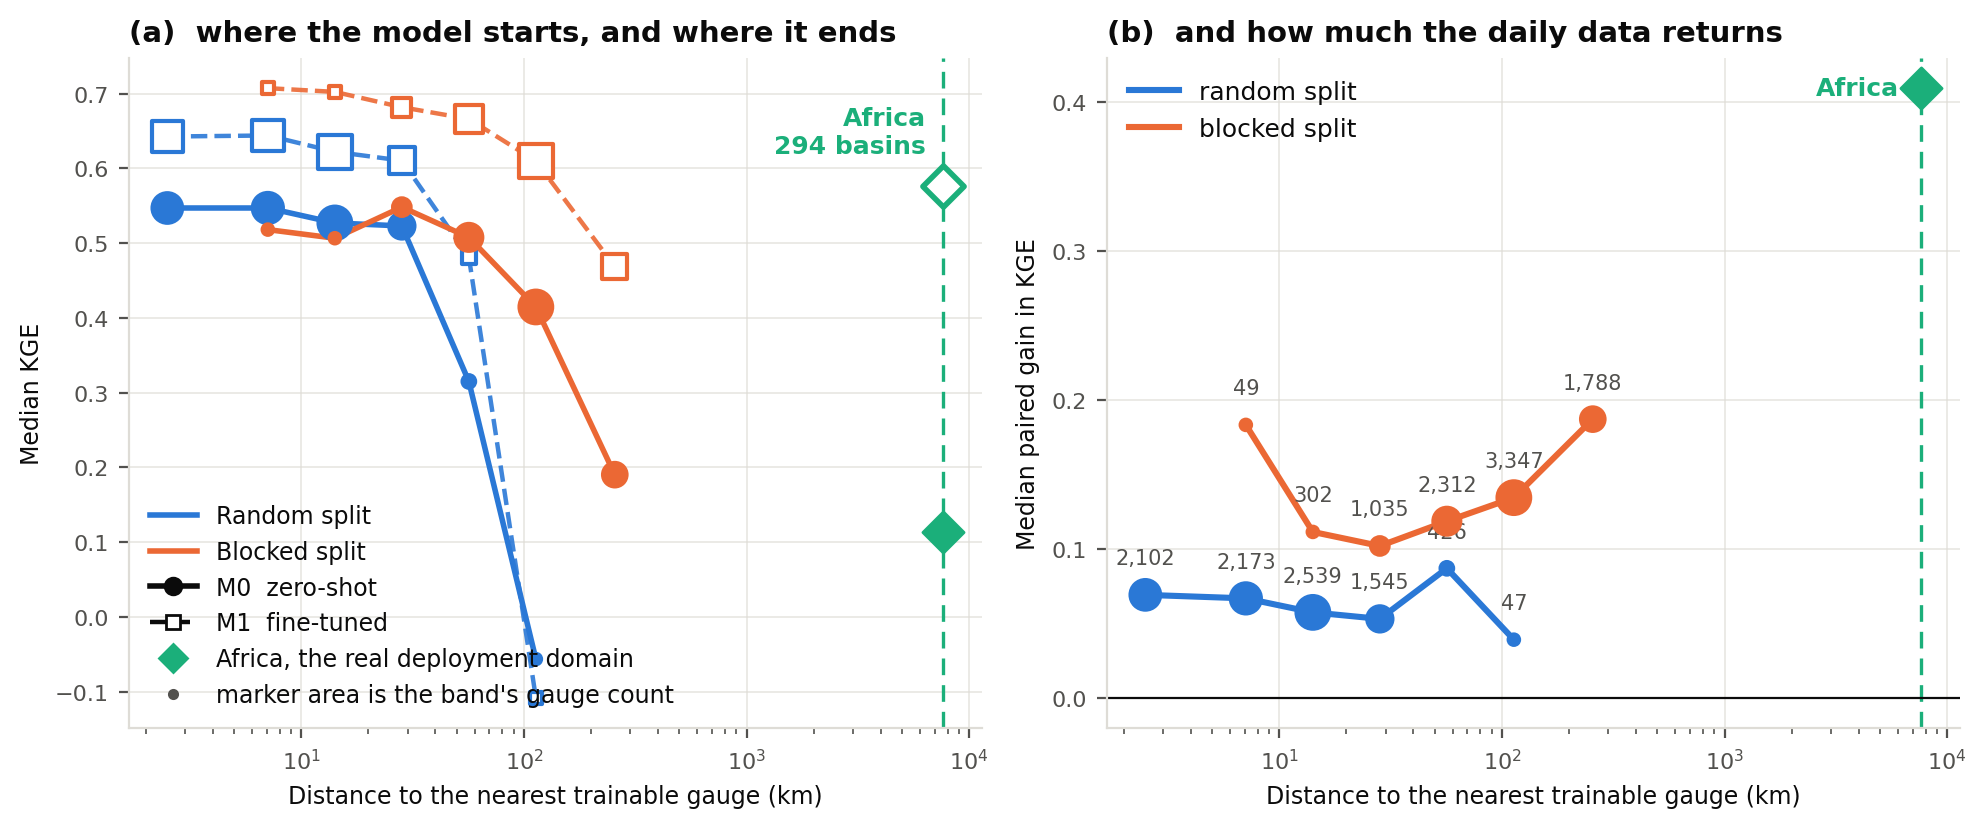 (a)  where the model starts, and where it ends
Median KGE
0.7
0.6
0.5
0.4
0.3
0.2
0.1
0.0
−0.1
Africa
294 basins
Random split
Blocked split
M0  zero-shot
M1  fine-tuned
Africa, the real deployment domain
marker area is the band's gauge count
10¹
10²
10³
10⁴
Distance to the nearest trainable gauge (km)
(b)  and how much the daily data returns
Median paired gain in KGE
0.4
0.3
0.2
0.1
0.0
random split
blocked split
Africa
49
302
1,035
2,312
3,347
1,788
2,102
2,173
2,539
1,545
426
47
10¹
10²
10³
10⁴
Distance to the nearest trainable gauge (km)